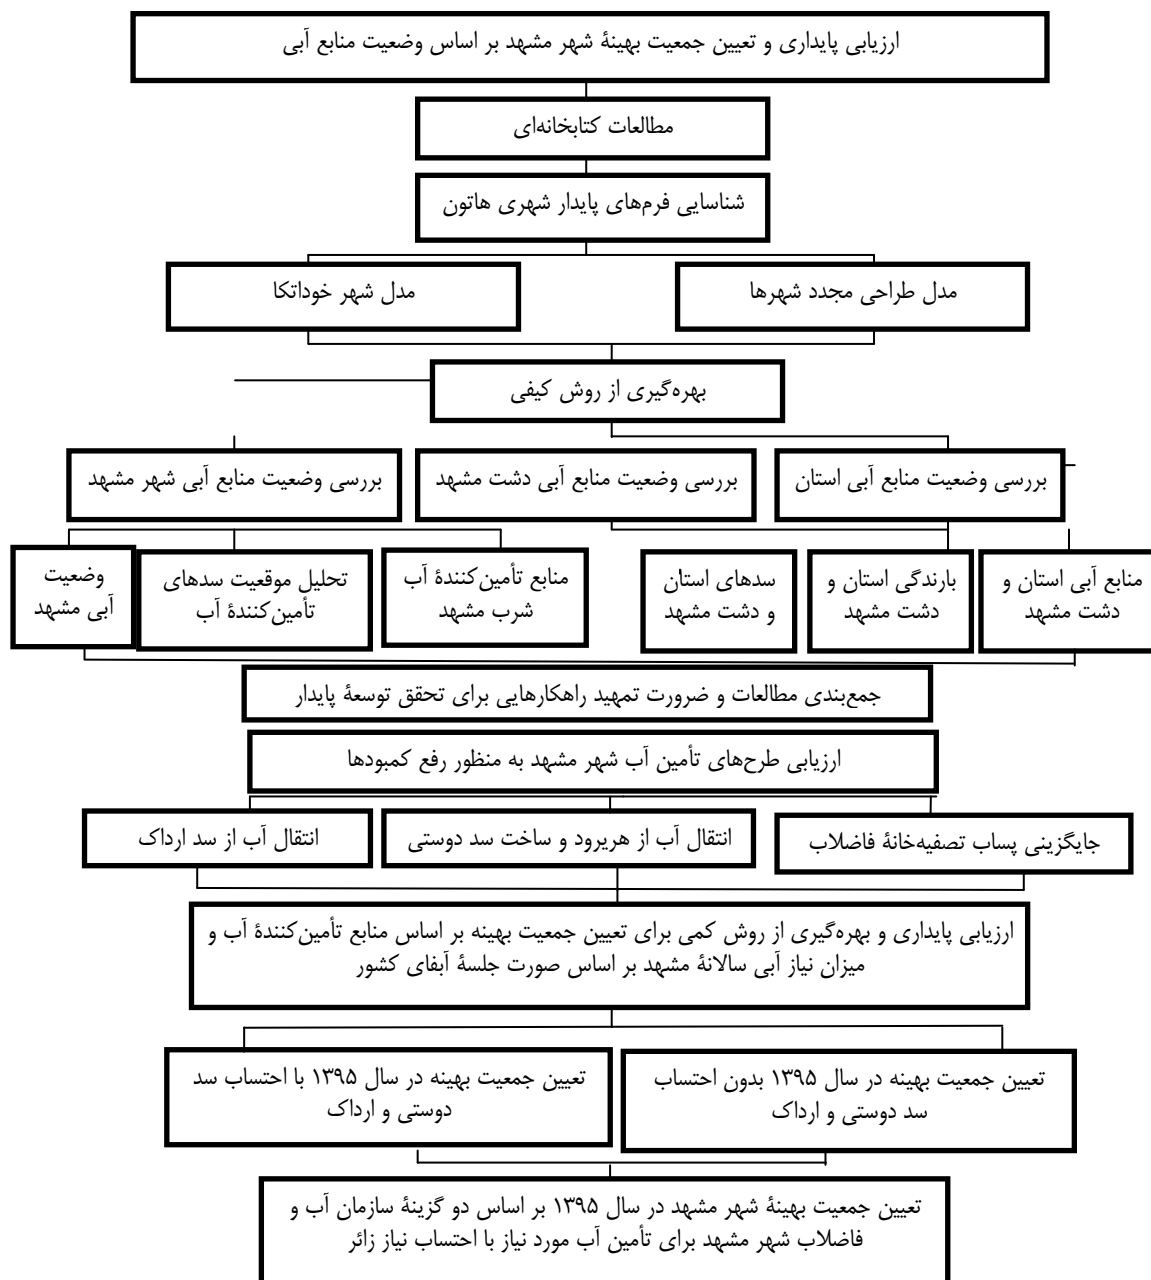 ارزیابی پایداری و تعیین جمعیت بهینهٔ شهر مشهد بر اساس وضعیت منابع آبی
مطالعات کتابخانه‌ای
شناسایی فرم‌های پایدار شهری هاتون
مدل طراحی مجدد شهرها
مدل شهر خوداتکا
بهره‌گیری از روش کیفی
بررسی وضعیت منابع آبی استان
بررسی وضعیت منابع آبی دشت مشهد
بررسی وضعیت منابع آبی شهر مشهد
منابع آبی استان و
دشت مشهد
بارندگی استان و
دشت مشهد
سدهای استان
و دشت مشهد
منابع تأمین‌کنندهٔ آب
شرب مشهد
تحلیل موقعیت سدهای
تأمین‌کنندهٔ آب
وضعیت
آبی مشهد
جمع‌بندی مطالعات و ضرورت تمهید راهکارهایی برای تحقق توسعهٔ پایدار
ارزیابی طرح‌های تأمین آب شهر مشهد به منظور رفع کمبودها
جایگزینی پساب تصفیه‌خانهٔ فاضلاب
انتقال آب از هریرود و ساخت سد دوستی
انتقال آب از سد ارداک
ارزیابی پایداری و بهره‌گیری از روش کمی برای تعیین جمعیت بهینه بر اساس منابع تأمین‌کنندهٔ آب و
میزان نیاز آبی سالانهٔ مشهد بر اساس صورت جلسهٔ آبفای کشور
تعیین جمعیت بهینه در سال ۱۳۹۵ بدون احتساب
سد دوستی و ارداک
تعیین جمعیت بهینه در سال ۱۳۹۵ با احتساب سد
دوستی و ارداک
تعیین جمعیت بهینهٔ شهر مشهد در سال ۱۳۹۵ بر اساس دو گزینهٔ سازمان آب و
فاضلاب شهر مشهد برای تأمین آب مورد نیاز با احتساب نیاز زائر